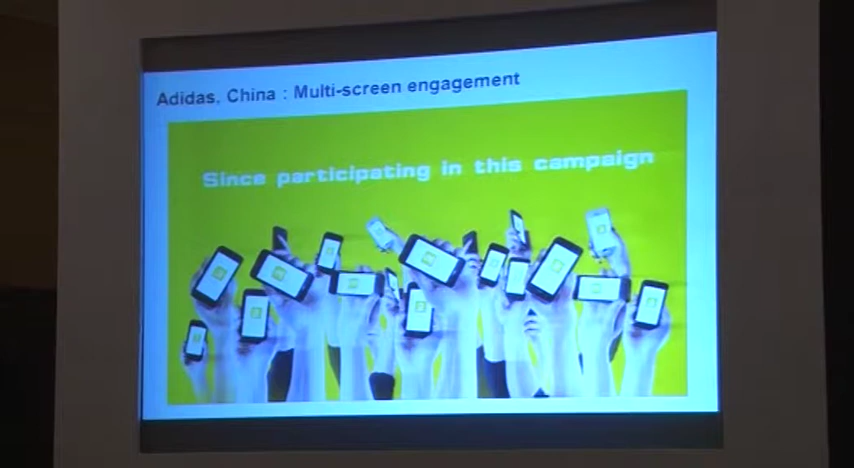 Adidas, China : Multi-screen engagement
Since participating in this campaign